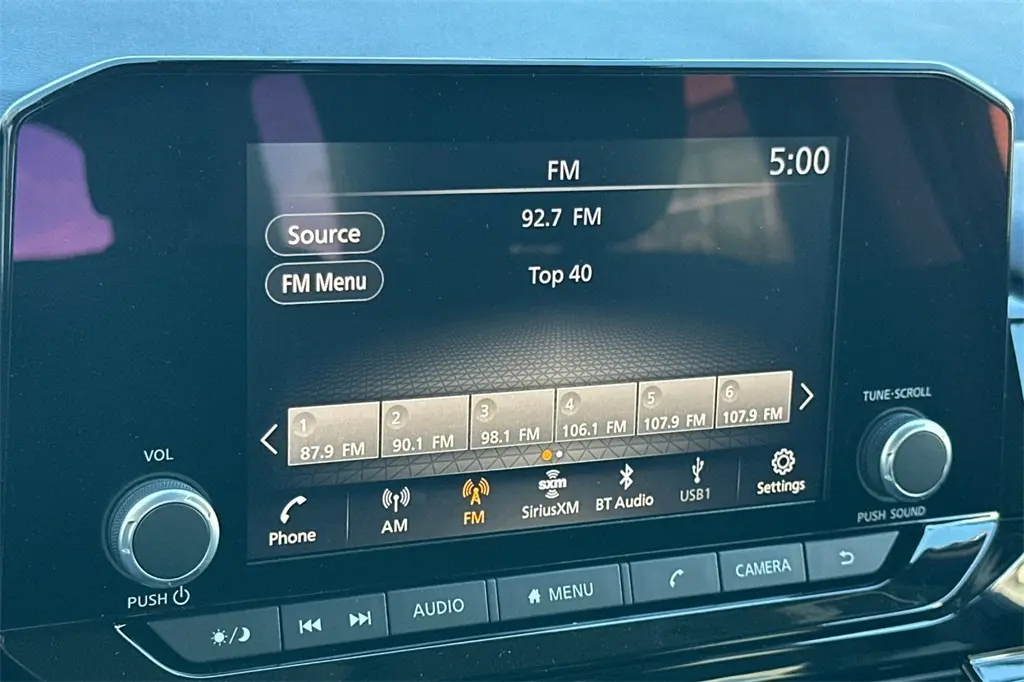 FM
5:00
92.7 FM
Source
Top 40
FM Menu
1
87.9 FM
2
90.1 FM
3
98.1 FM
4
106.1 FM
5
107.9 FM
6
107.9 FM
Phone
AM
FM
sxm
SiriusXM
BT Audio
USB1
Settings
VOL
PUSH
TUNE·SCROLL
PUSH SOUND
AUDIO
MENU
CAMERA